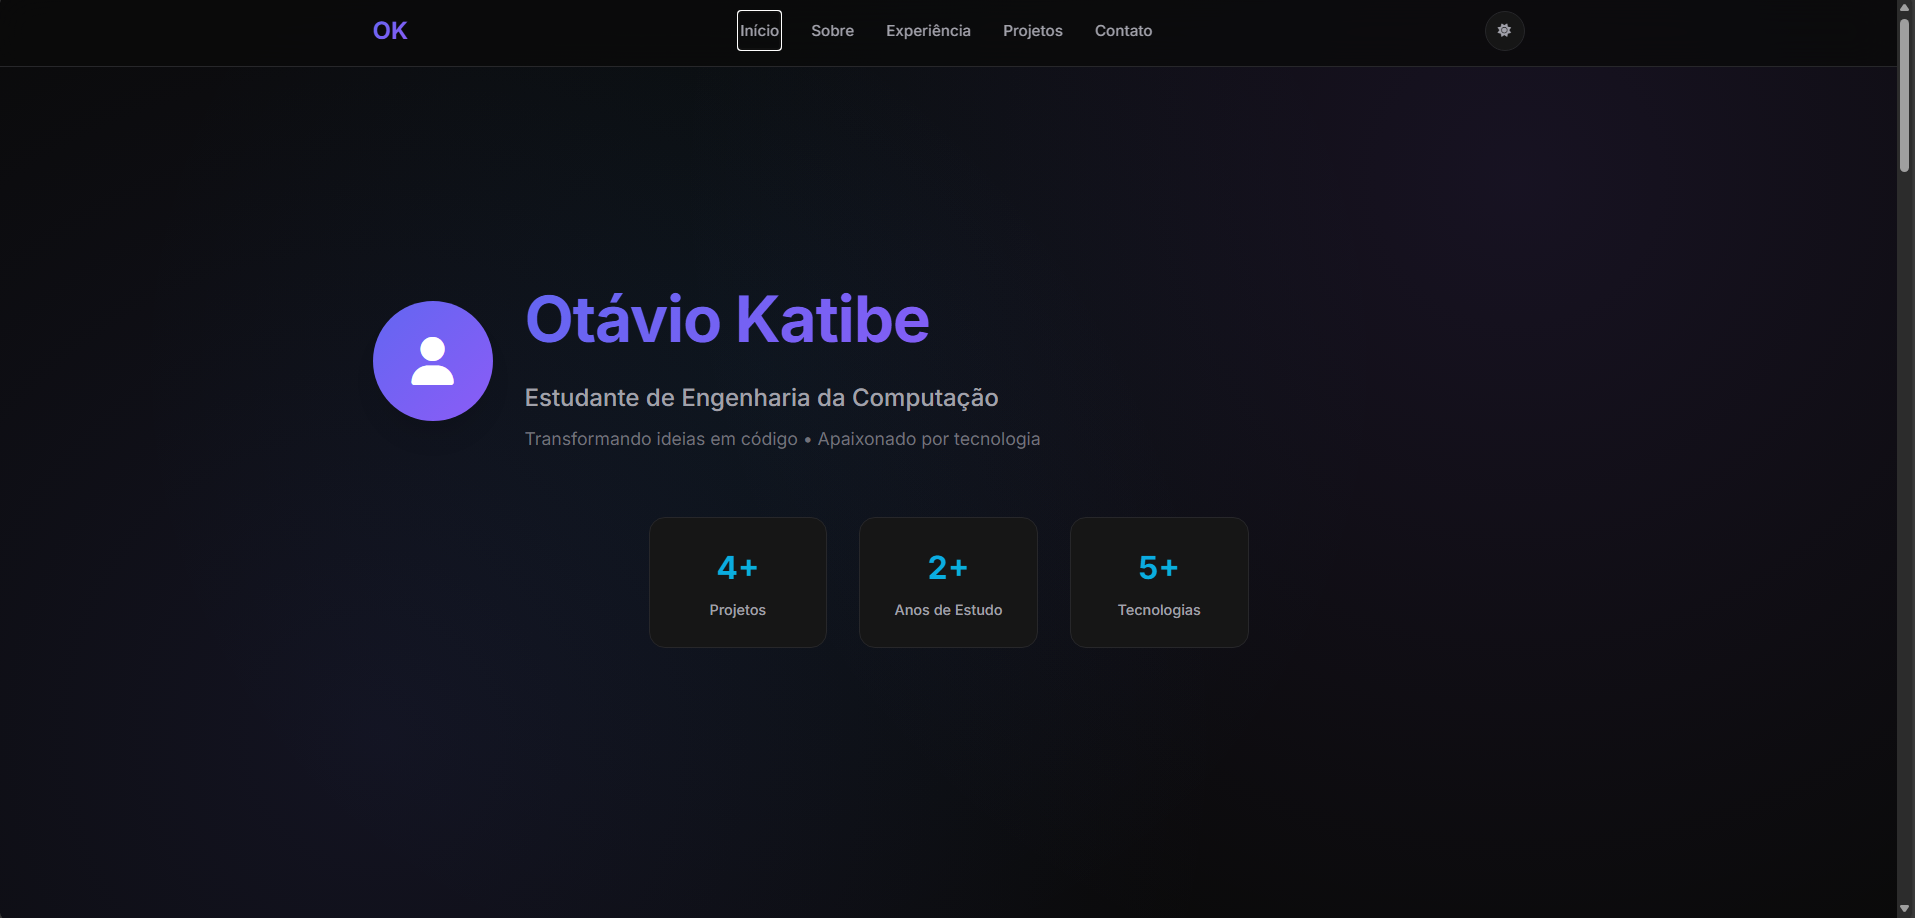 OK
Início
Sobre
Experiência
Projetos
Contato
Otávio Katibe
Estudante de Engenharia da Computação
Transformando ideias em código • Apaixonado por tecnologia
4+
Projetos
2+
Anos de Estudo
5+
Tecnologias